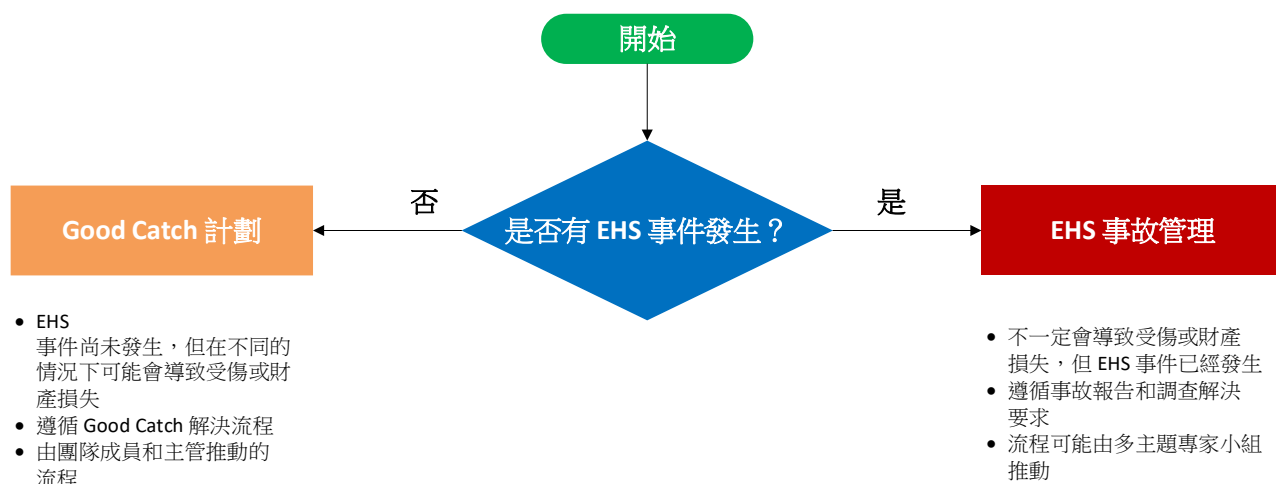 開始
否
是
Good Catch 計劃
是否有 EHS 事件發生？
EHS 事故管理
• EHS
事件尚未發生，但在不同的
情況下可能會導致受傷或財
產損失
• 遵循 Good Catch 解決流程
• 由團隊成員和主管推動的
流程
• 不一定會導致受傷或財產
損失，但 EHS 事件已經發生
• 遵循事故報告和調查解決
要求
• 流程可能由多主題專家小組
推動